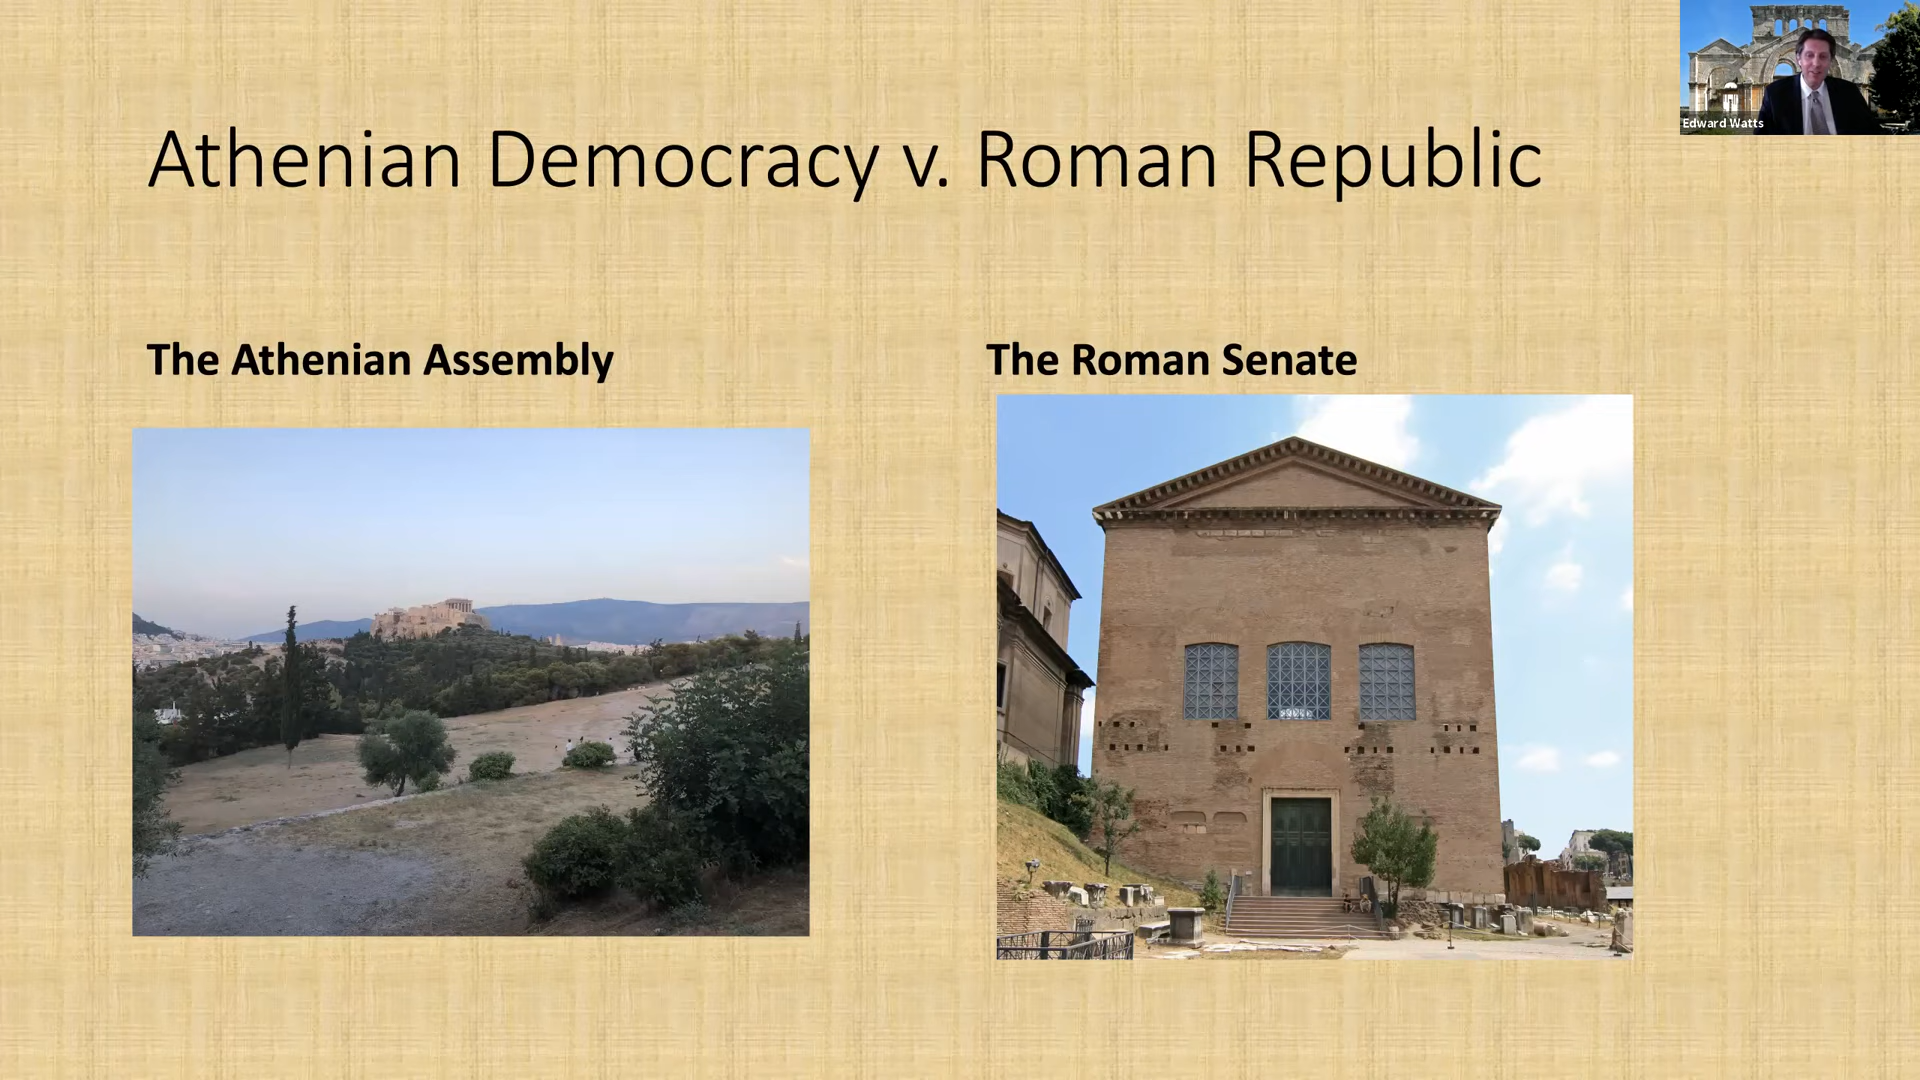 Edward Watts
Athenian Democracy v. Roman Republic
The Athenian Assembly
The Roman Senate